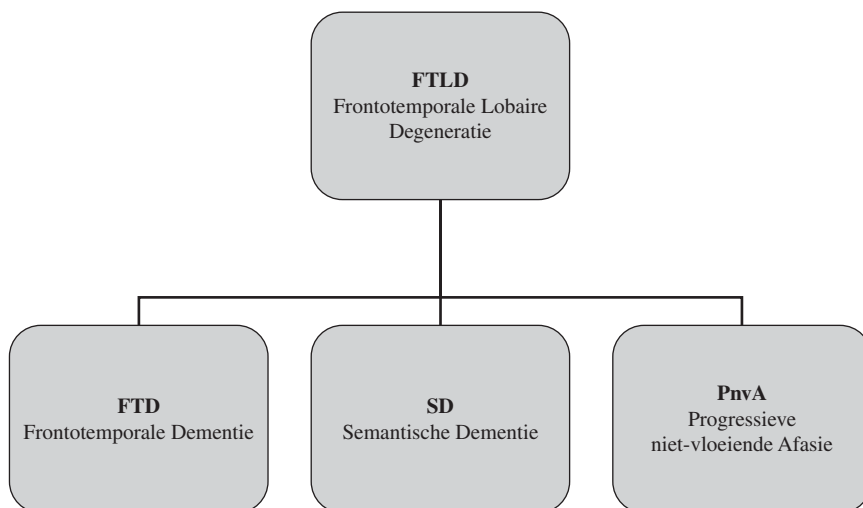 FTLD
Frontotemporale Lobaire
Degeneratie
FTD
Frontotemporale Dementie
SD
Semantische Dementie
PnvA
Progressieve
niet-vloeiende Afasie